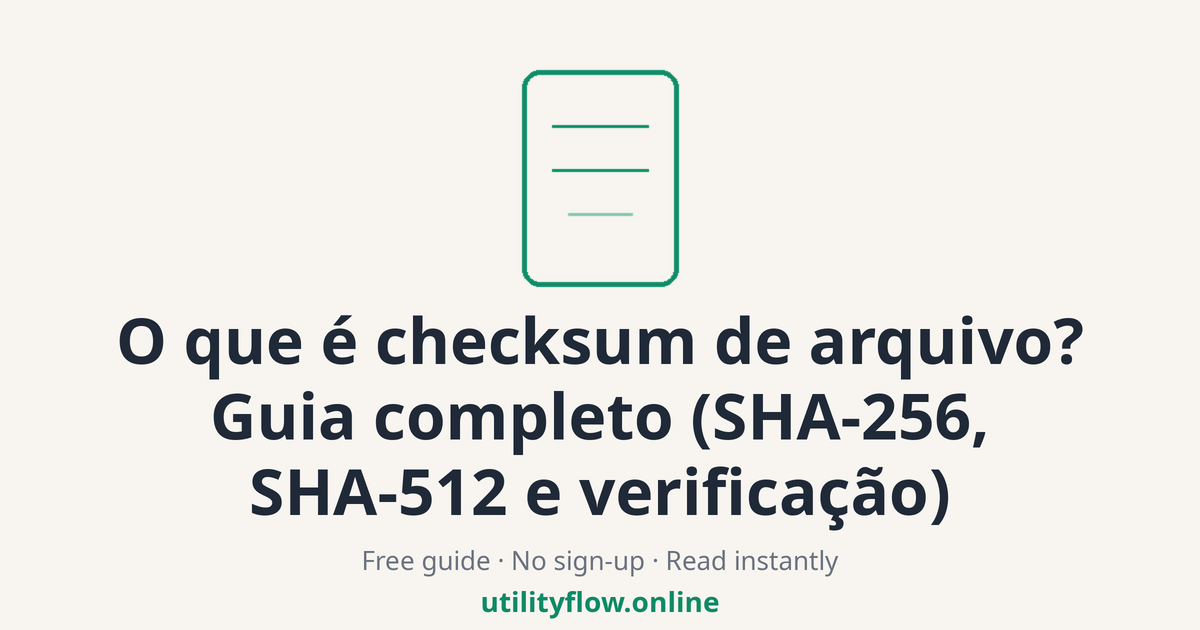 O que é checksum de arquivo?
Guia completo (SHA-256,
SHA-512 e verificação)
Free guide · No sign-up · Read instantly
utilityflow.online